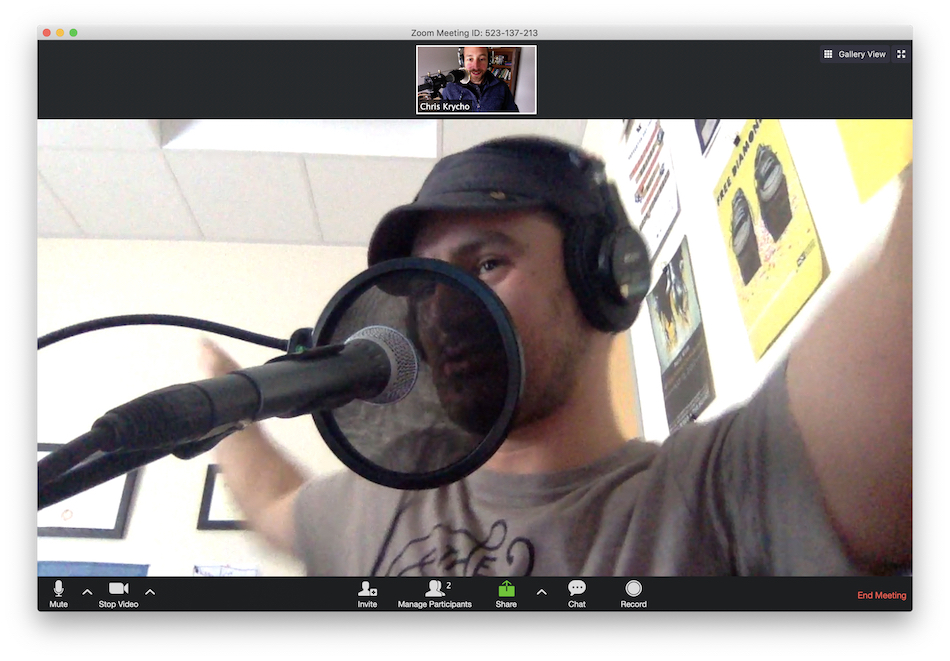 Zoom Meeting ID: 523-137-213
Chris Krycho
Gallery View
FREE DIAMOND
THE
Mute
Stop Video
Invite
2
Manage Participants
Share
Chat
Record
End Meeting